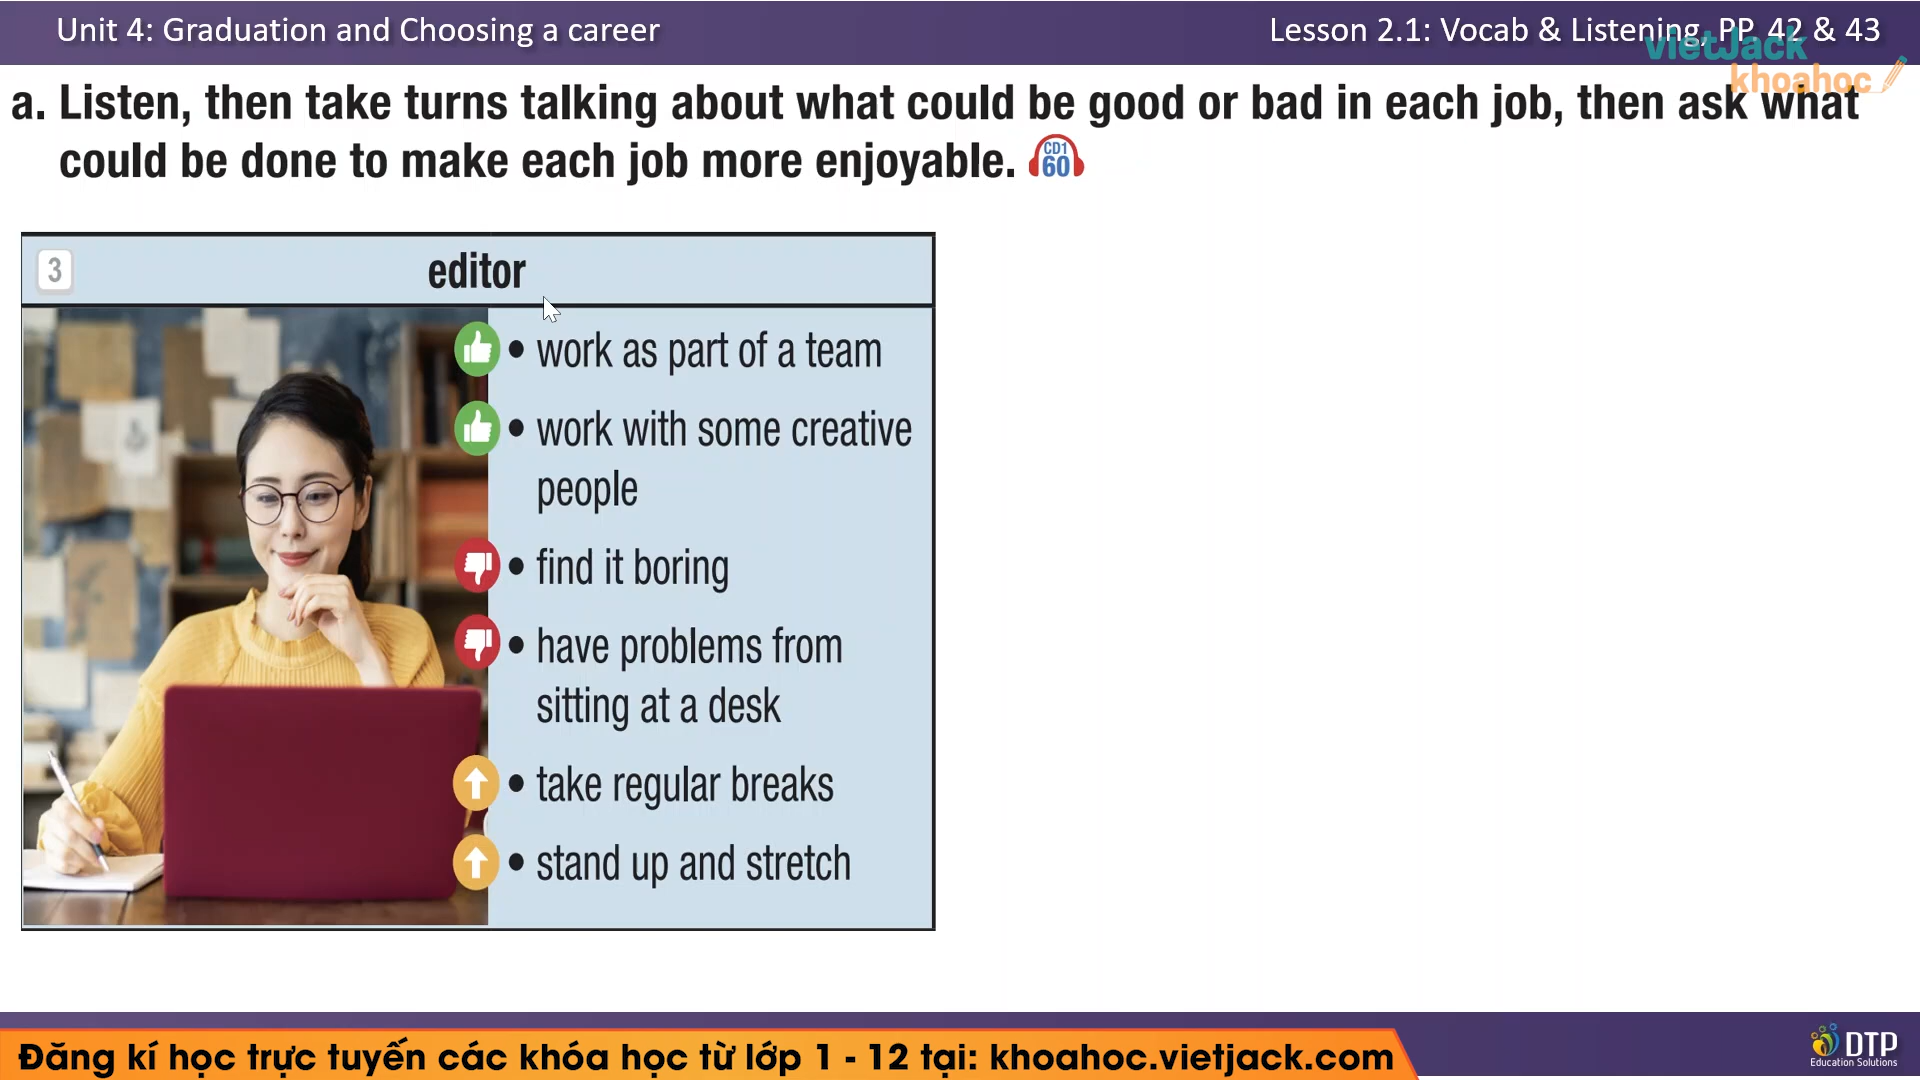 Unit 4: Graduation and Choosing a career
Lesson 2.1: Vocab & Listening, PP. 42 & 43
vietJack
khoahoc
a. Listen, then take turns talking about what could be good or bad in each job, then ask what
could be done to make each job more enjoyable.
CD1
60
3
editor
• work as part of a team
• work with some creative
people
• find it boring
• have problems from
sitting at a desk
• take regular breaks
• stand up and stretch
Đăng kí học trực tuyến các khóa học từ lớp 1 - 12 tại: khoahoc.vietjack.com
DTP
Education Solutions